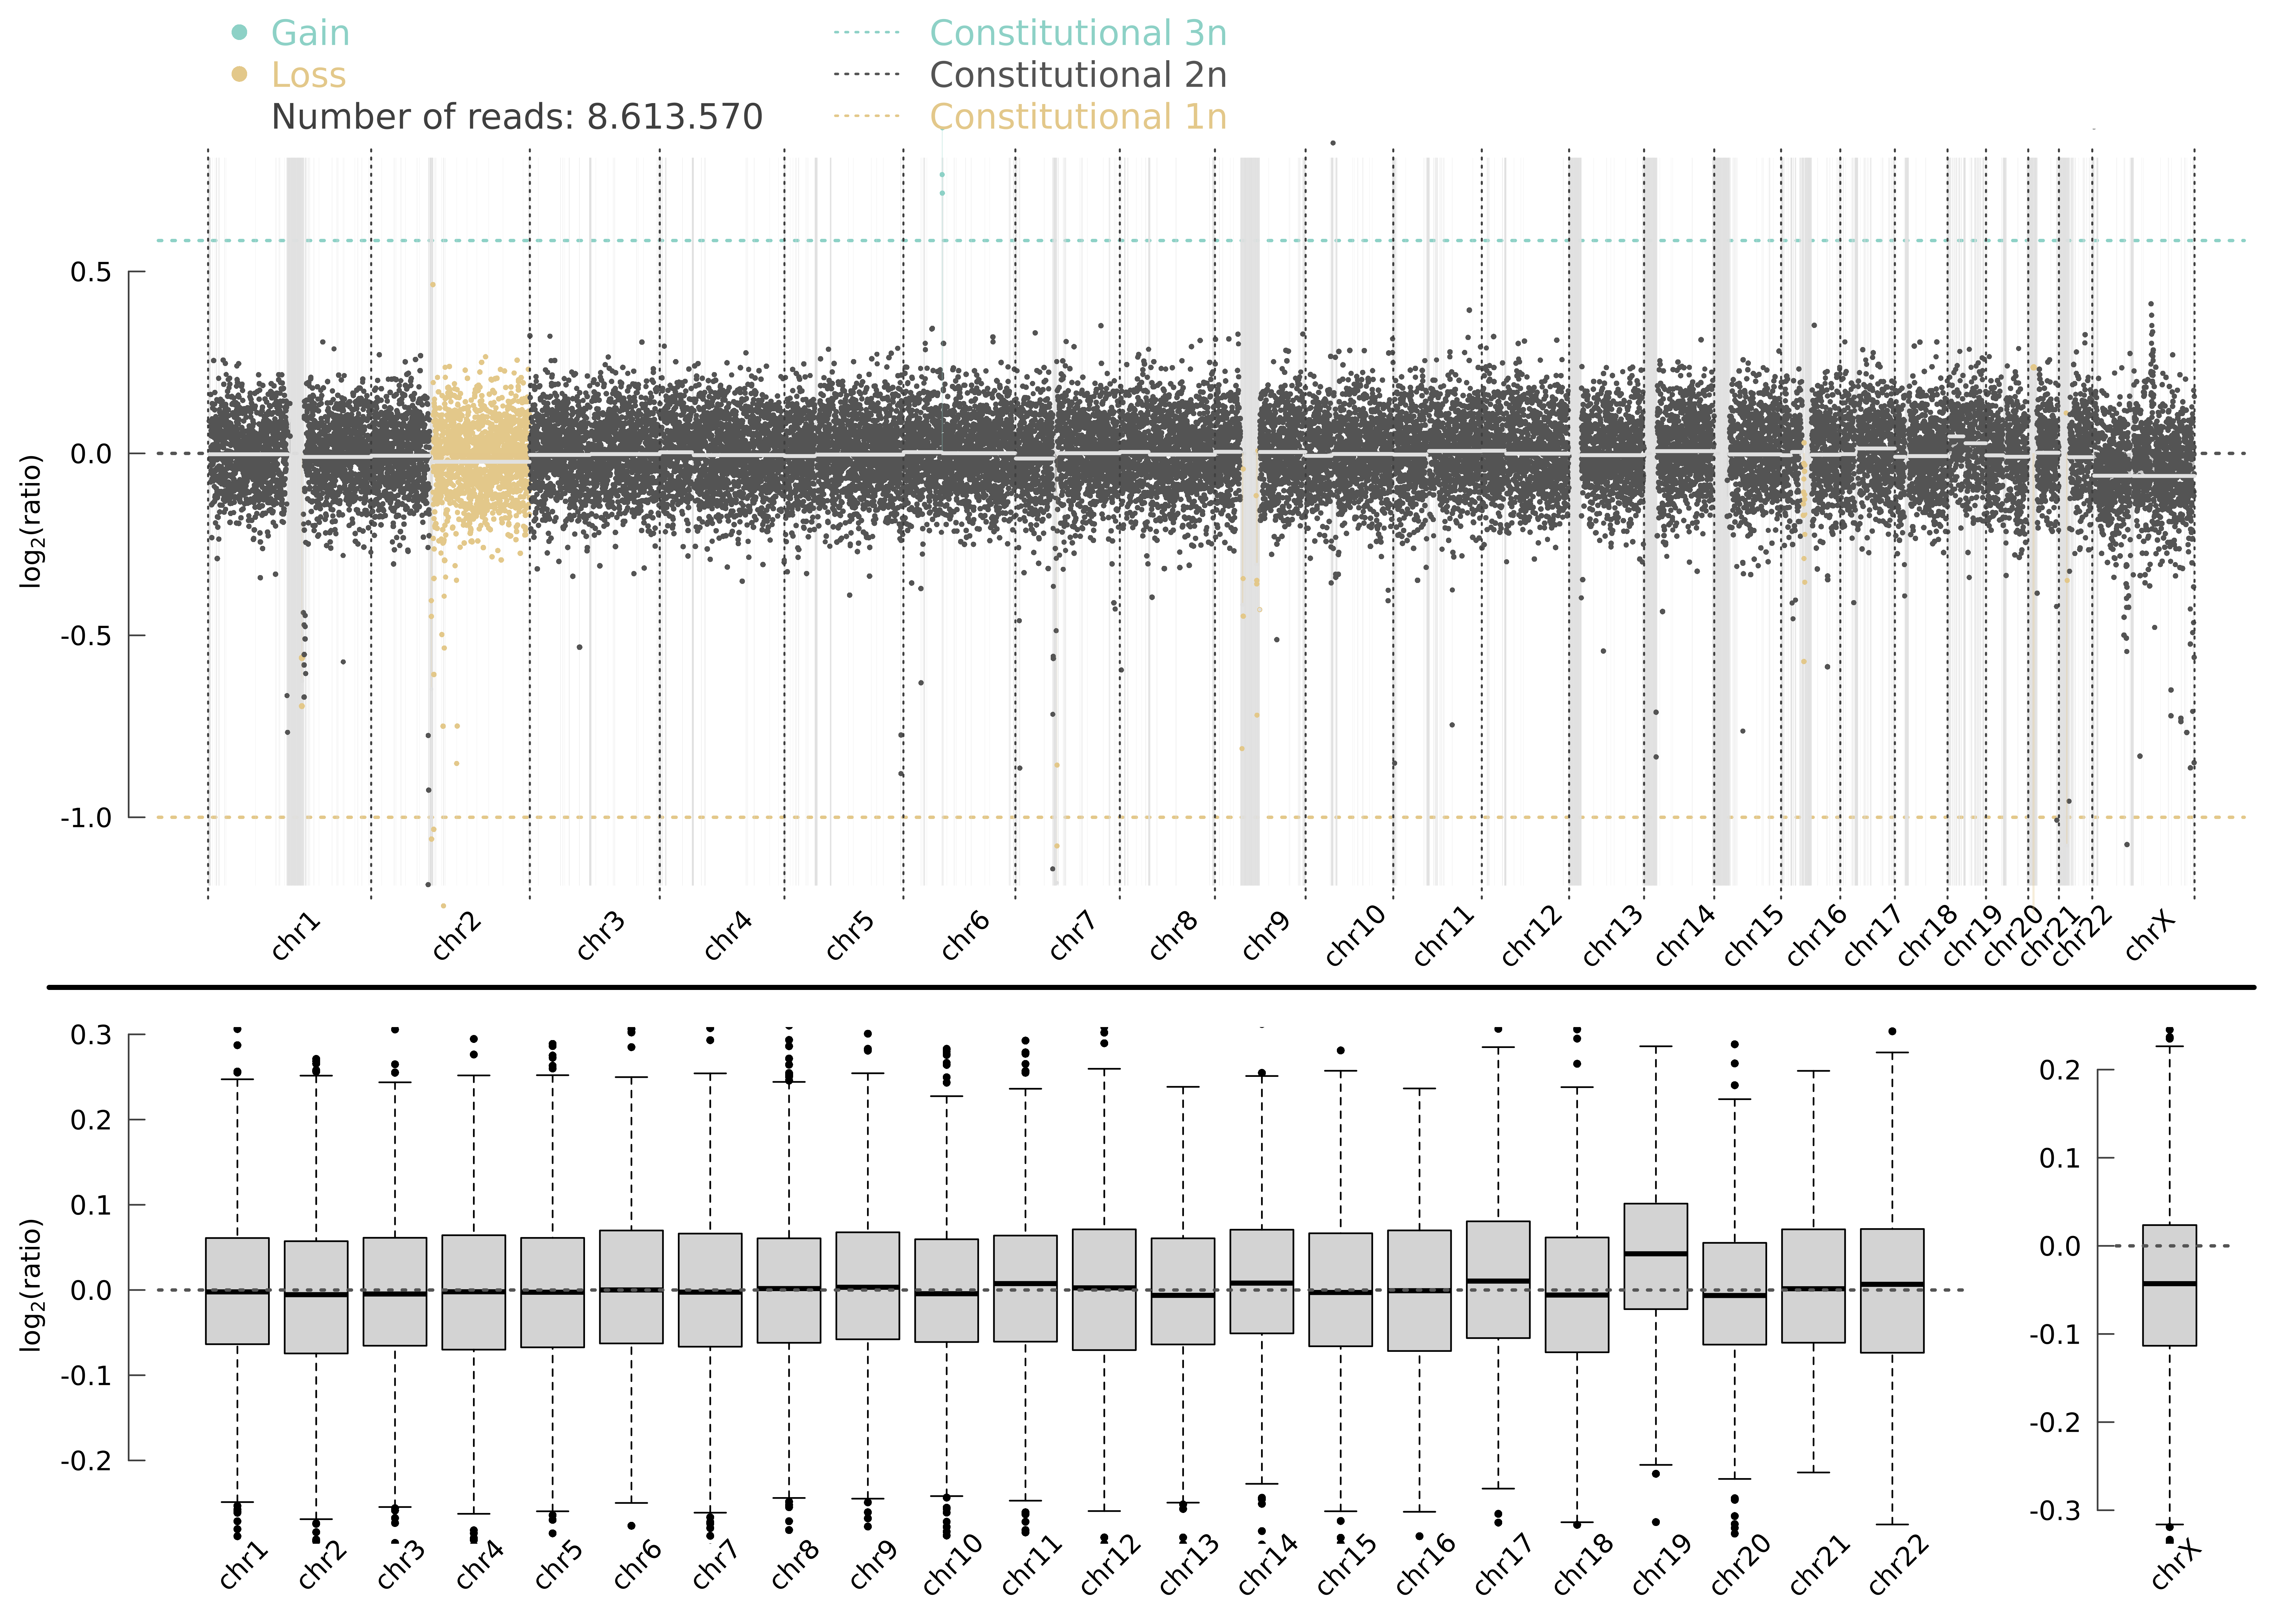 Gain
Loss
Number of reads: 8.613.570
Constitutional 3n
Constitutional 2n
Constitutional 1n
log2(ratio)
0.5
0.0
-0.5
-1.0
chr1 chr2 chr3 chr4 chr5 chr6 chr7 chr8 chr9 chr10 chr11 chr12 chr13 chr14 chr15 chr16 chr17 chr18 chr19 chr20 chr21 chr22 chrX
log2(ratio)
0.3
0.2
0.1
0.0
-0.1
-0.2
chr1 chr2 chr3 chr4 chr5 chr6 chr7 chr8 chr9 chr10 chr11 chr12 chr13 chr14 chr15 chr16 chr17 chr18 chr19 chr20 chr21 chr22
0.2
0.1
0.0
-0.1
-0.2
-0.3
chrX